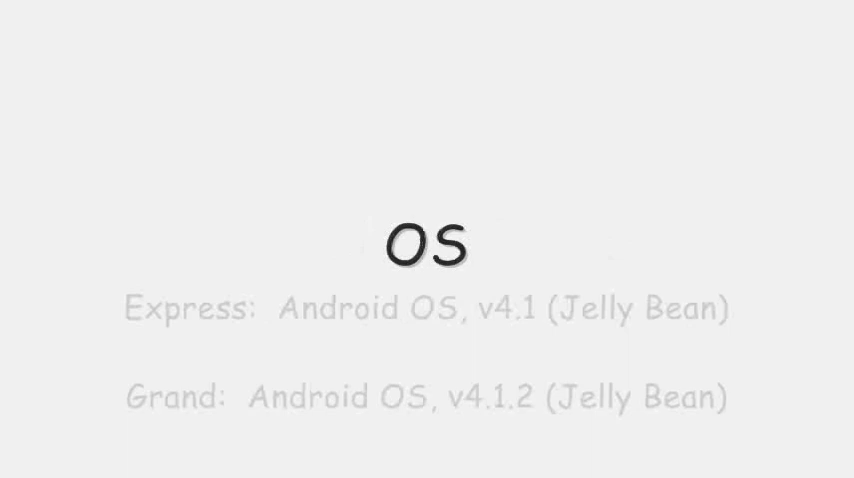 OS
Express: Android OS, v4.1 (Jelly Bean)
Grand: Android OS, v4.1.2 (Jelly Bean)